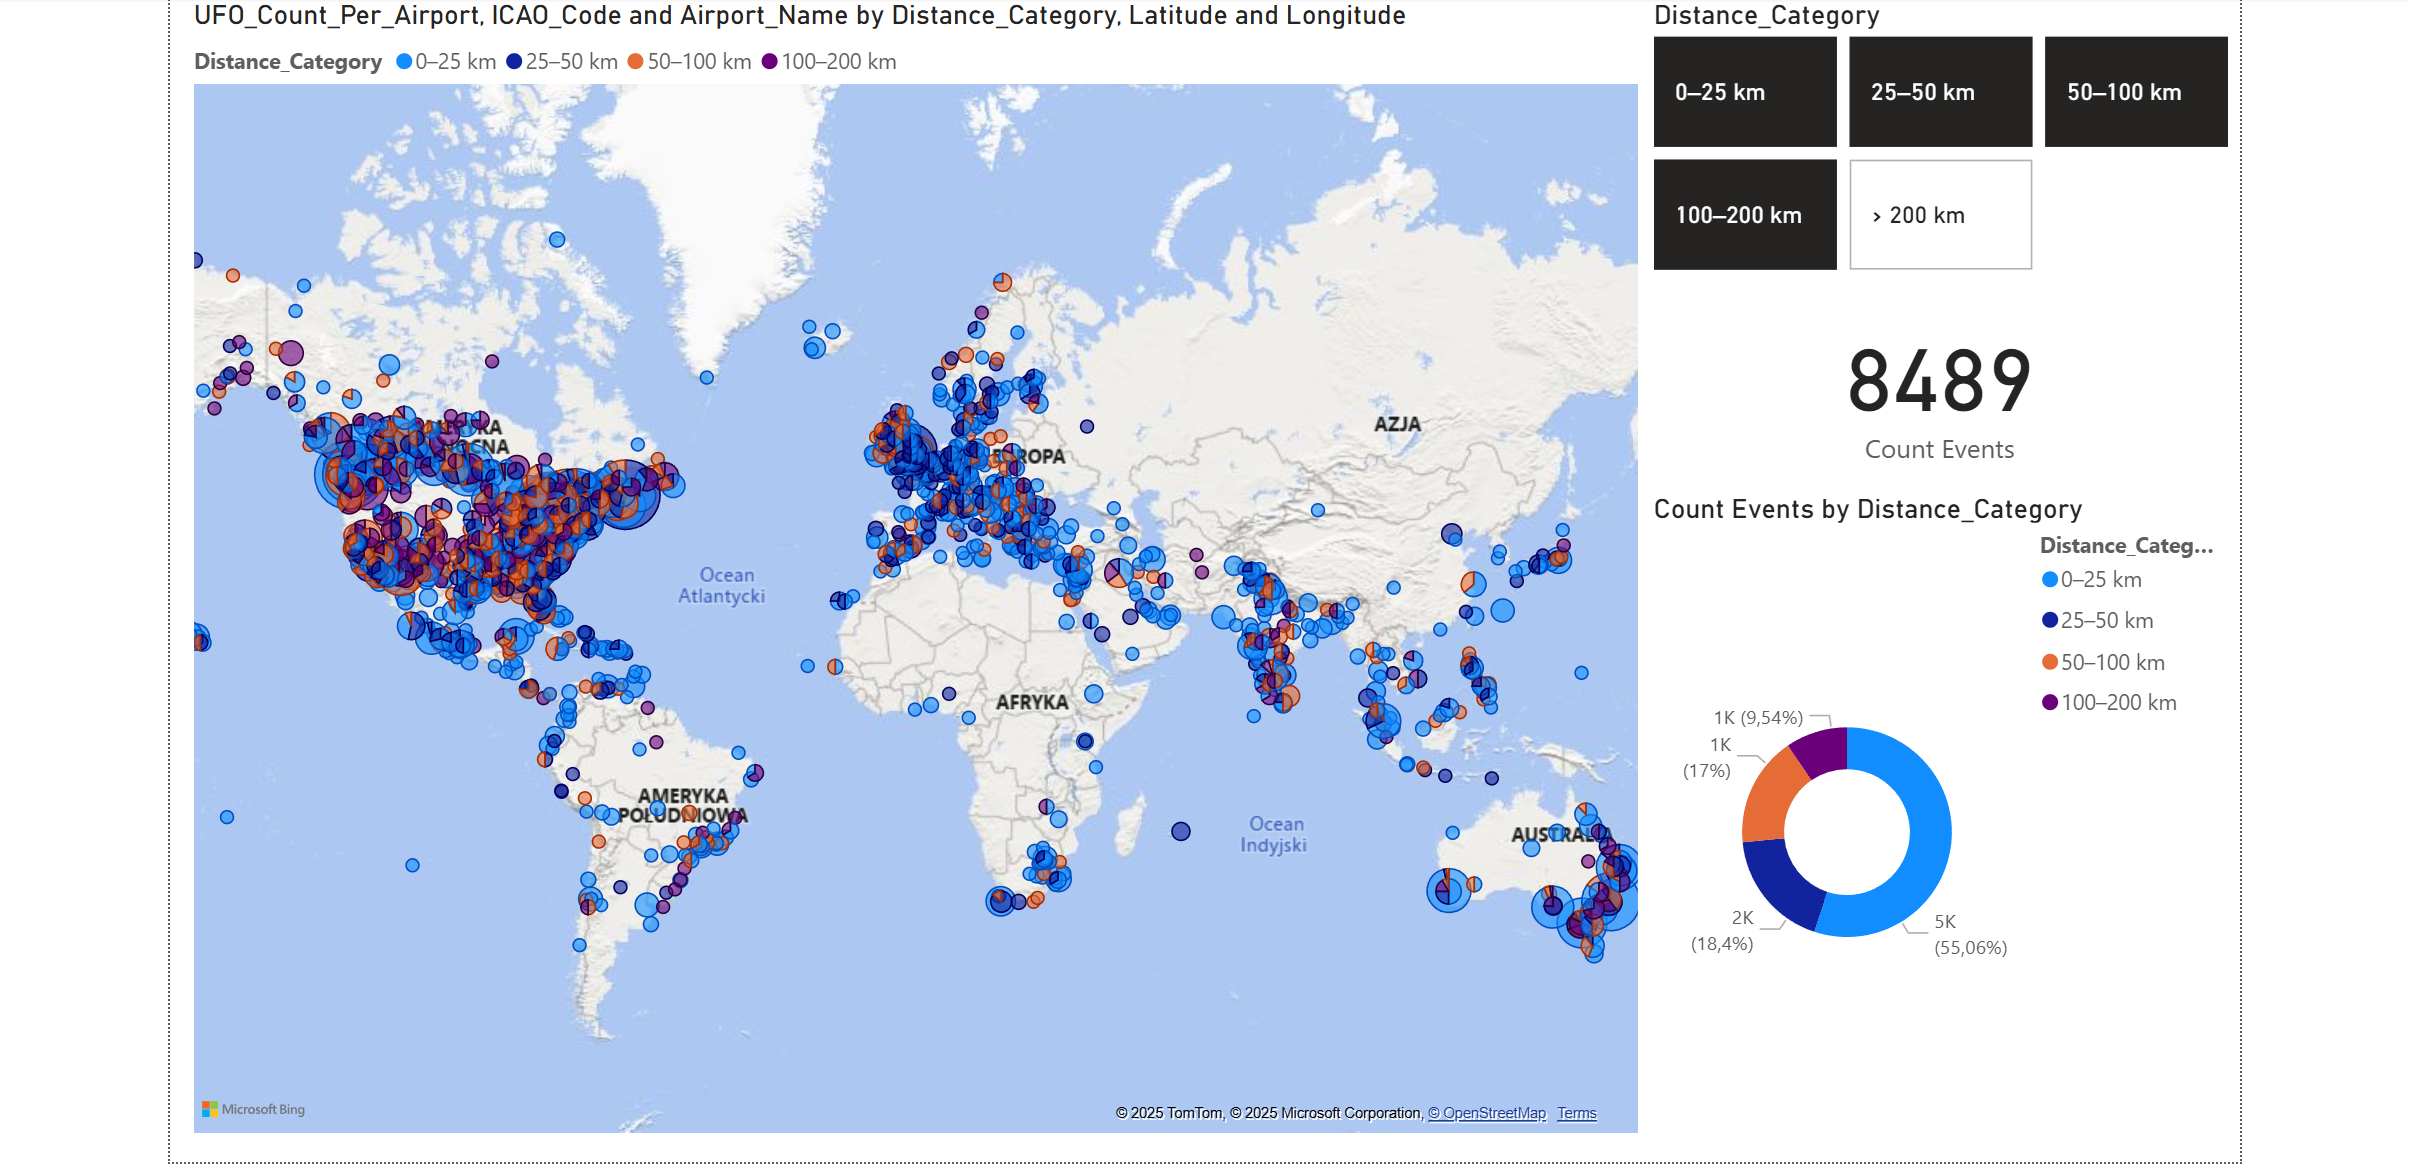 UFO_Count_Per_Airport, ICAO_Code and Airport_Name by Distance_Category, Latitude and Longitude
Distance_Category 0–25 km 25–50 km 50–100 km 100–200 km
AZJA
Ocean
Atlantycki
AFRYKA
AMERYKA
POŁUDNIOWA
Ocean
Indyjski
AUSTRALIA
Microsoft Bing
© 2025 TomTom, © 2025 Microsoft Corporation, © OpenStreetMap Terms
Distance_Category
0–25 km
25–50 km
50–100 km
100–200 km
> 200 km
8489
Count Events
Count Events by Distance_Category
Distance_Categ...
0–25 km
25–50 km
50–100 km
100–200 km
1K (9,54%)
1K
(17%)
2K
(18,4%)
5K
(55,06%)